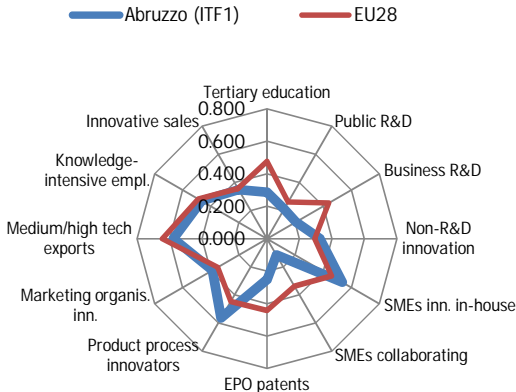 Abruzzo (ITF1)
EU28
Tertiary education
0.800
Innovative sales
Public R&D
0.600
Knowledge-
intensive empl.
0.400
Business R&D
0.200
Medium/high tech
exports
0.000
Non-R&D
innovation
Marketing organis.
inn.
SMEs inn. in-house
Product process
innovators
SMEs collaborating
EPO patents